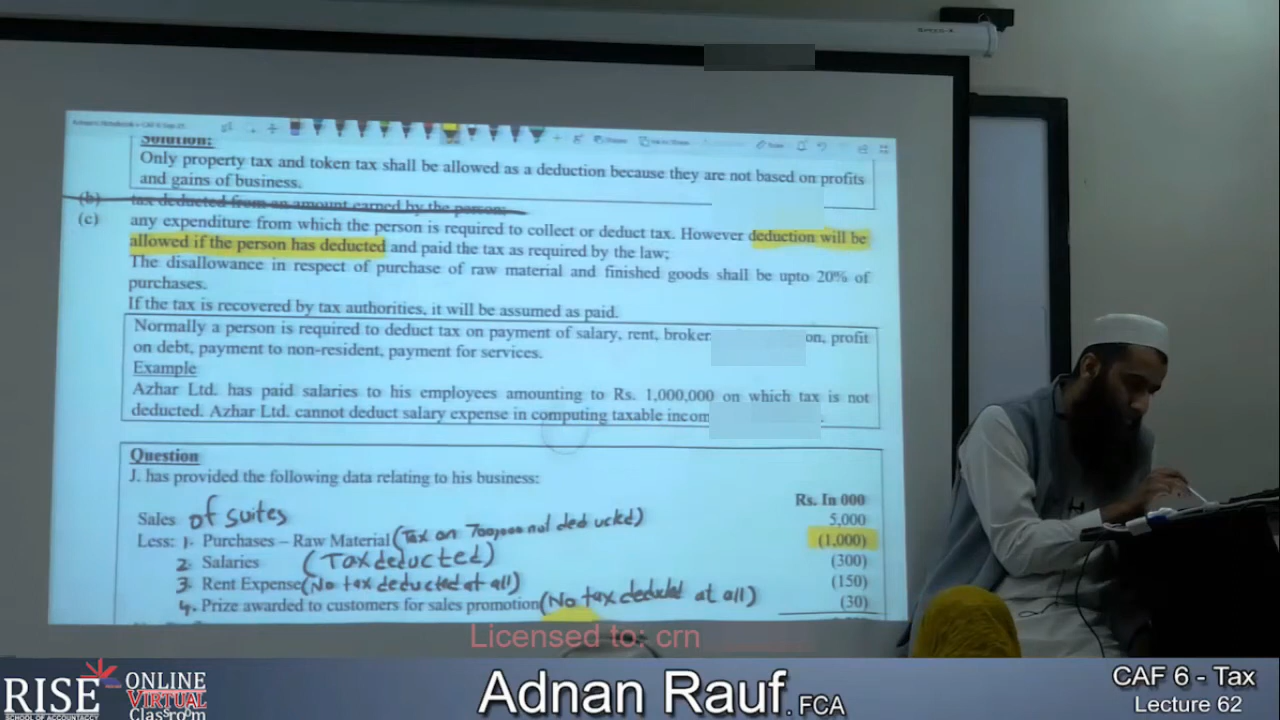 Solution:
Only property tax and token tax shall be allowed as a deduction because they are not based on profits
and gains of business.
(b) tax deducted from an amount earned by the person;
(c) any expenditure from which the person is required to collect or deduct tax. However deduction will be
allowed if the person has deducted and paid the tax as required by the law;
The disallowance in respect of purchase of raw material and finished goods shall be upto 20% of
purchases.
If the tax is recovered by tax authorities, it will be assumed as paid.
Normally a person is required to deduct tax on payment of salary, rent, broker on, profit
on debt, payment to non-resident, payment for services.
Example
Azhar Ltd. has paid salaries to his employees amounting to Rs. 1,000,000 on which tax is not
deducted. Azhar Ltd. cannot deduct salary expense in computing taxable incom
Question
J. has provided the following data relating to his business:
Rs. In 000
Sales of suites 5,000
Less: 1. Purchases – Raw Material (Tax on 700,000 not deducted) (1,000)
2. Salaries (Tax deducted) (300)
3. Rent Expense (No tax deducted at all) (150)
4. Prize awarded to customers for sales promotion (No tax deducted at all) (30)
Licensed to: crn
RISE
SCHOOL OF ACCOUNTANCY
ONLINE
VIRTUAL
Classroom
Adnan Rauf. FCA
CAF 6 - Tax
Lecture 62